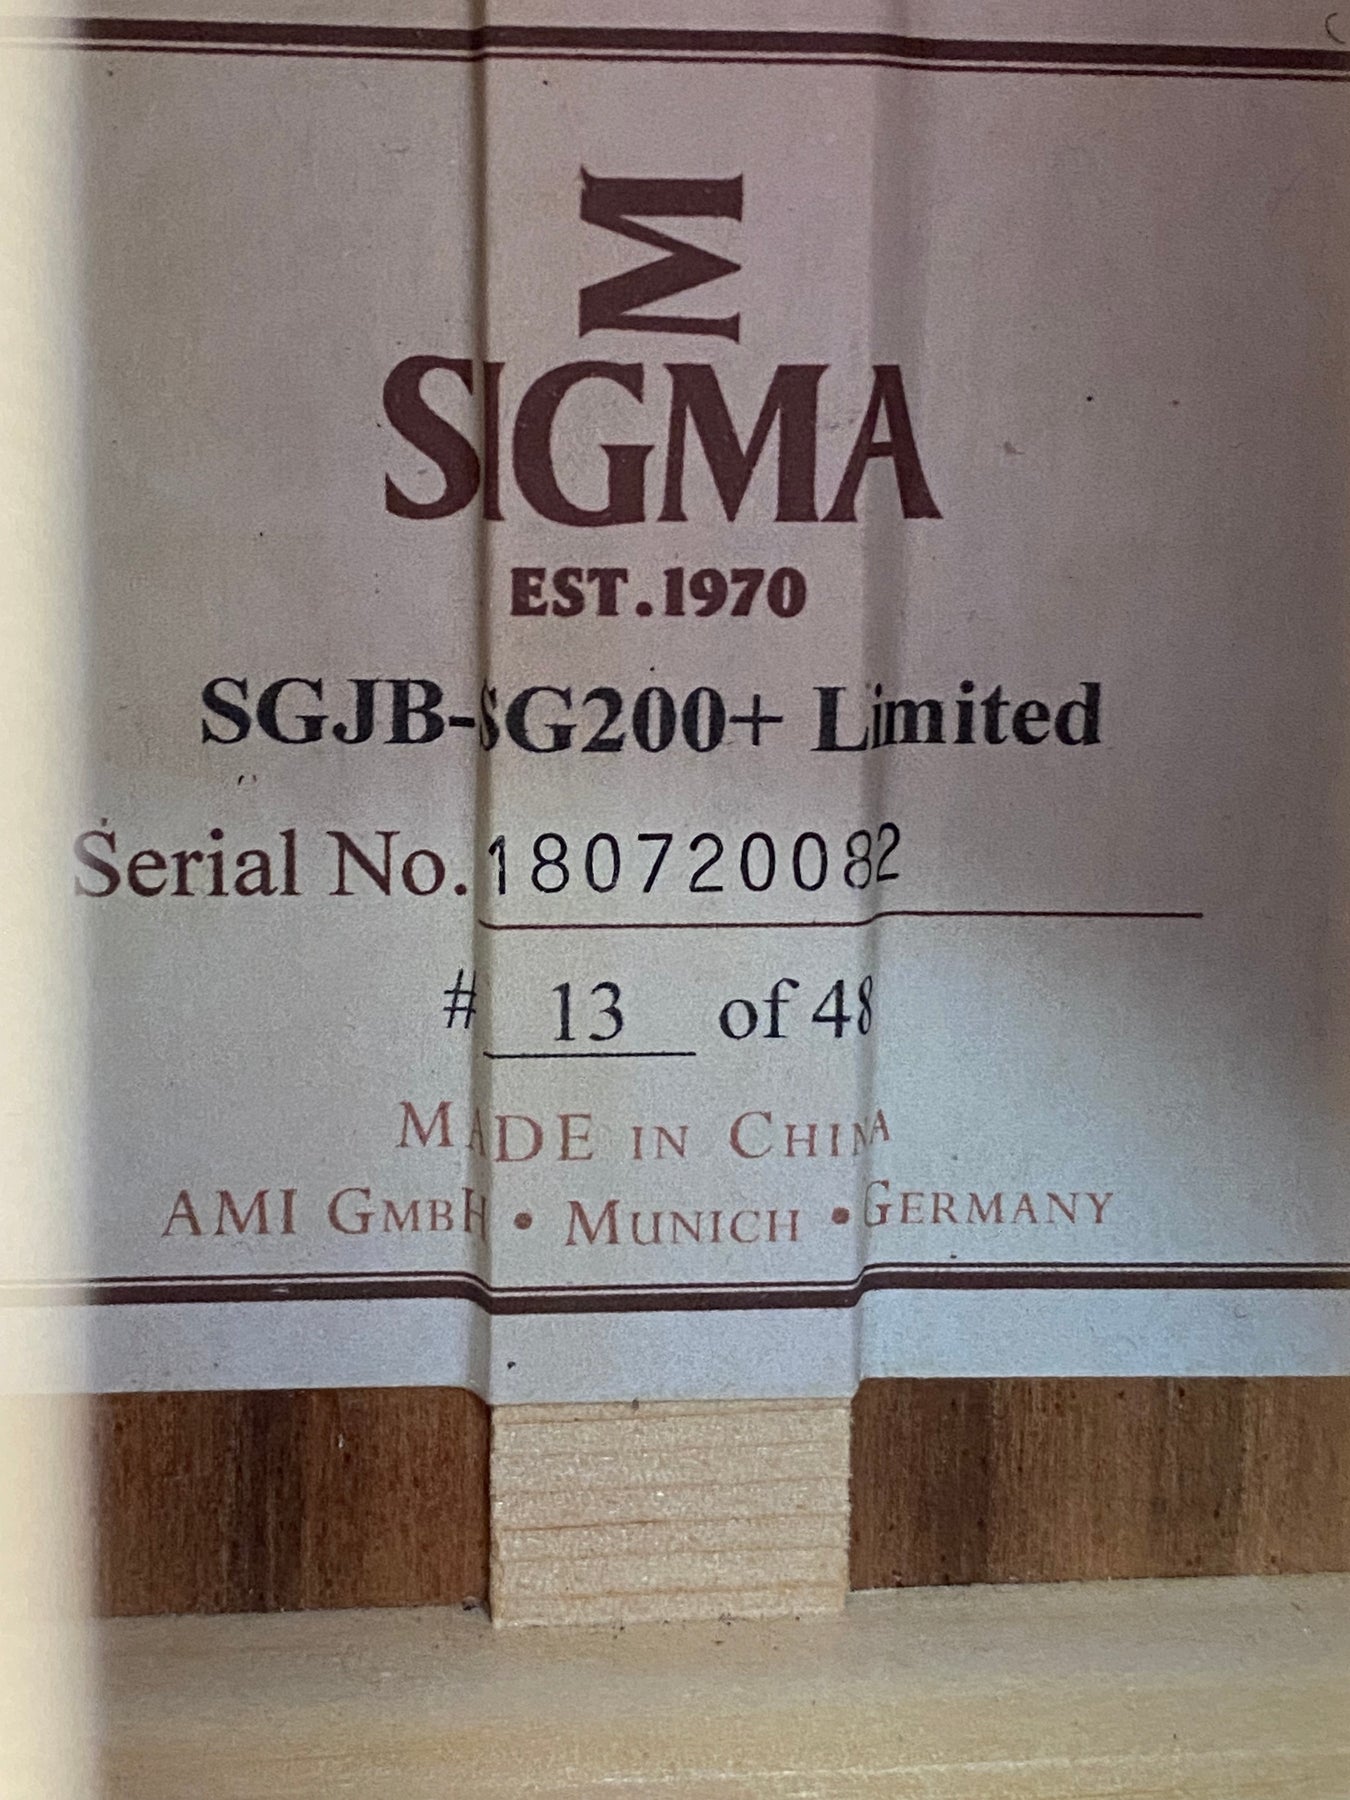 SIGMA
EST.1970
SGJB-SG200+ Limited
Serial No. 180720082
# 13 of 48
MADE IN CHINA
AMI GMBH • MUNICH • GERMANY